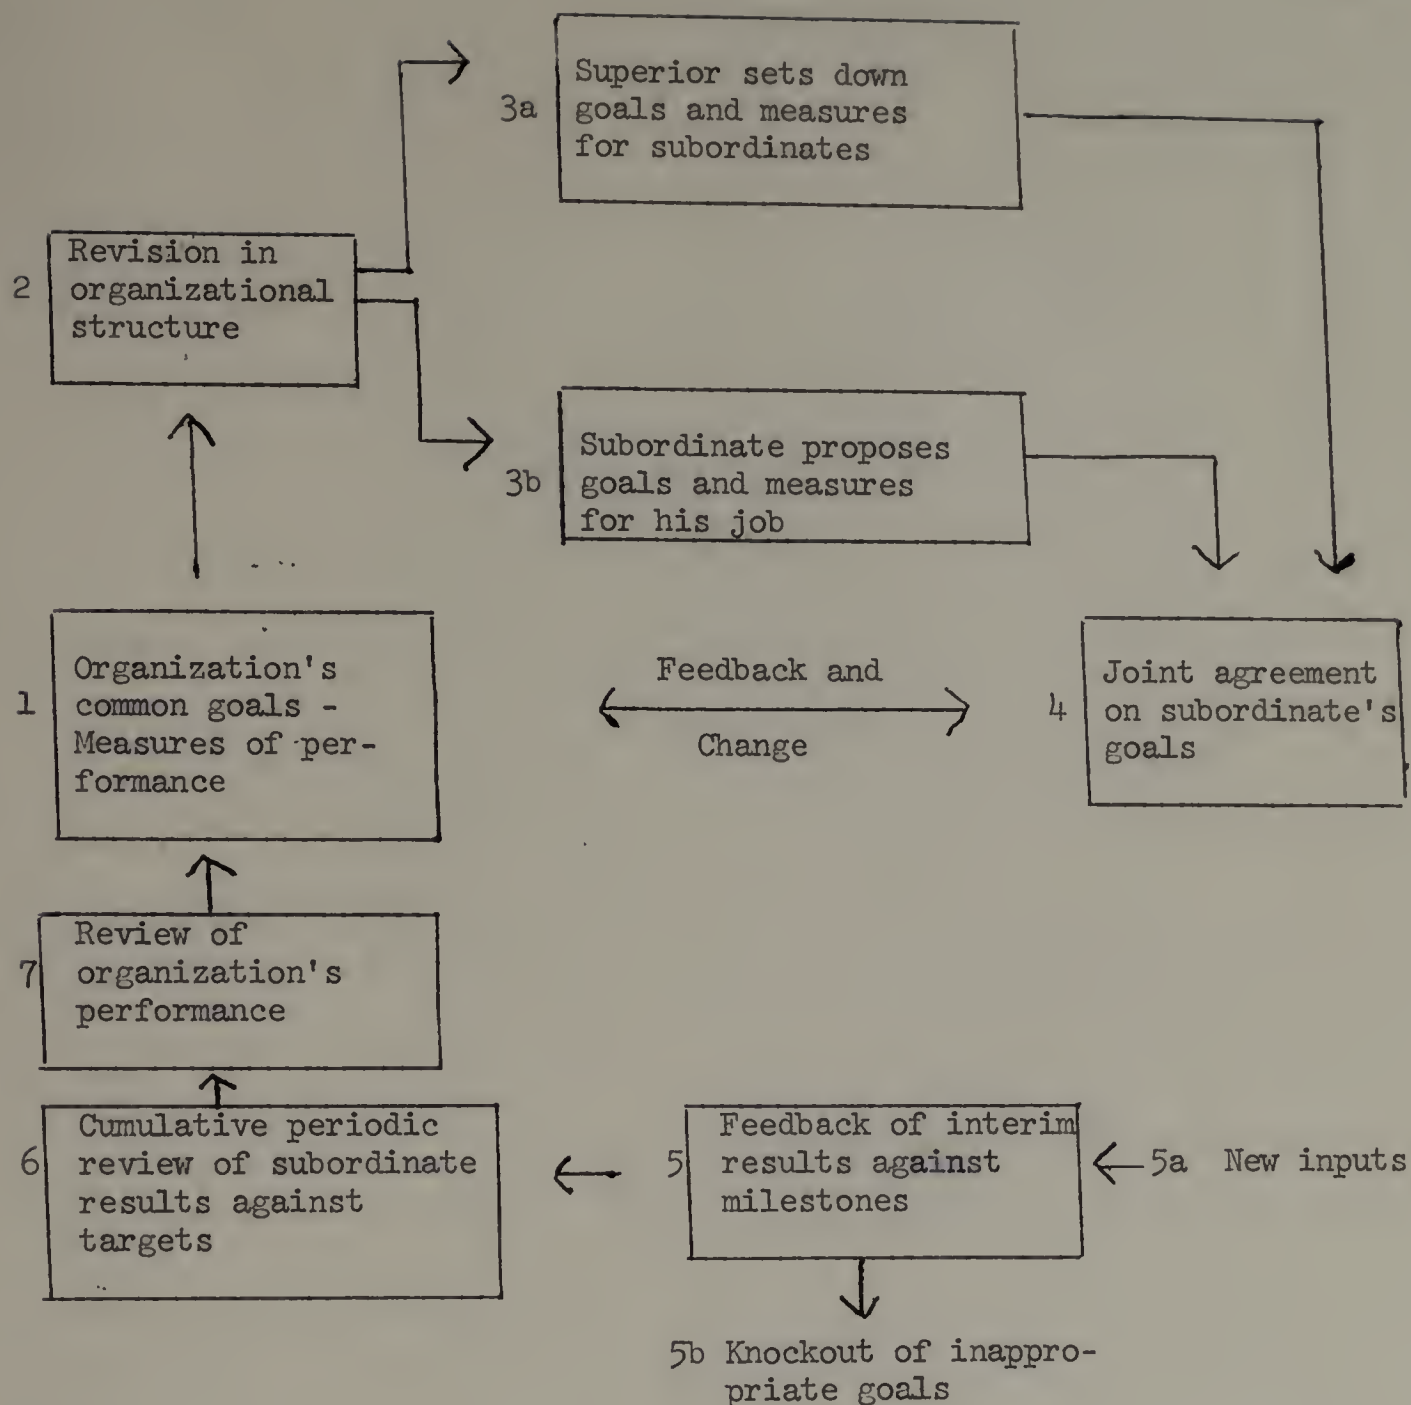 3a
Superior sets down
goals and measures
for subordinates
2
Revision in
organizational
structure
3b
Subordinate proposes
goals and measures
for his job
1
Organization's
common goals -
Measures of per-
formance
Feedback and
Change
4
Joint agreement
on subordinate's
goals
7
Review of
organization's
performance
6
Cumulative periodic
review of subordinate
results against
targets
5
Feedback of interim
results against
milestones
5a New inputs
5b Knockout of inappro-
priate goals